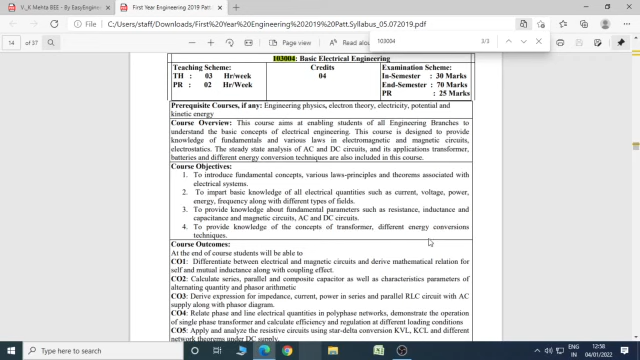 V_K Mehta BEE - By EasyEnginee
First Year Engineering 2019 Patt
C:/Users/staff/Downloads/First%20Year%20Engineering%202019%20Patt.Syllabus_05.072019.pdf
14 of 37
Page view
Read alou
103004
3/3
103004: Basic Electrical Engineering
Teaching Scheme:
TH : 03 Hr/week
PR : 02 Hr/week
Credits
04
Examination Scheme:
In-Semester : 30 Marks
End-Semester : 70 Marks
PR : 25 Marks
Prerequisite Courses, if any: Engineering physics, electron theory, electricity, potential and
kinetic energy
Course Overview: This course aims at enabling students of all Engineering Branches to
understand the basic concepts of electrical engineering. This course is designed to provide
knowledge of fundamentals and various laws in electromagnetic and magnetic circuits,
electrostatics. The steady state analysis of AC and DC circuits, and its applications transformer,
batteries and different energy conversion techniques are also included in this course.
Course Objectives:
1. To introduce fundamental concepts, various laws-principles and theorems associated with
electrical systems.
2. To impart basic knowledge of all electrical quantities such as current, voltage, power,
energy, frequency along with different types of fields.
3. To provide knowledge about fundamental parameters such as resistance, inductance and
capacitance and magnetic circuits, AC and DC circuits.
4. To provide knowledge of the concepts of transformer, different energy conversions
techniques.
Course Outcomes:
At the end of course students will be able to
CO1: Differentiate between electrical and magnetic circuits and derive mathematical relation for
self and mutual inductance along with coupling effect.
CO2: Calculate series, parallel and composite capacitor as well as characteristics parameters of
alternating quantity and phasor arithmetic
CO3: Derive expression for impedance, current, power in series and parallel RLC circuit with AC
supply along with phasor diagram.
CO4: Relate phase and line electrical quantities in polyphase networks, demonstrate the operation
of single phase transformer and calculate efficiency and regulation at different loading conditions
CO5: Apply and analyze the resistive circuits using star-delta conversion KVL, KCL and different
network theorems under DC supply.
ENG
IN
12:58
04/01/2022